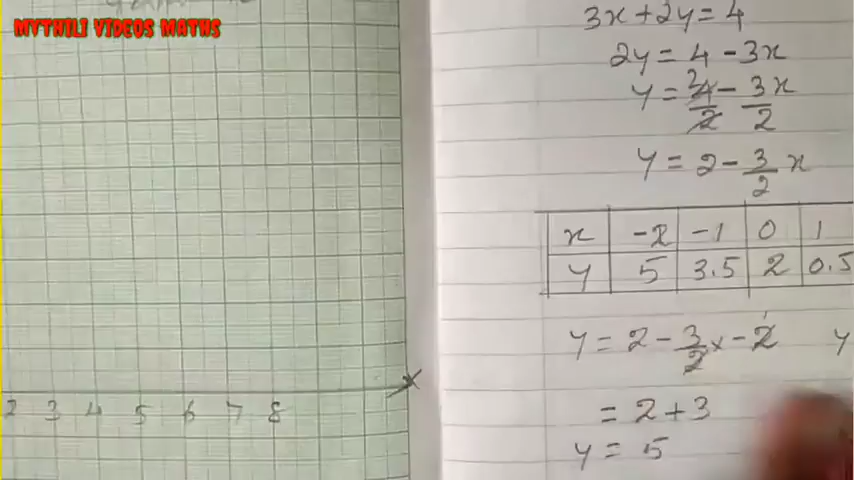 MYTHILI VIDEOS MATHS
3x+2y=4
2y=4-3x
y=4/2-3x/2
y=2-3/2 x
x -2 -1 0 1
y 5 3.5 2 0.5
y=2-3/2×-2 y
=2+3
y=5
x
2 3 4 5 6 7 8